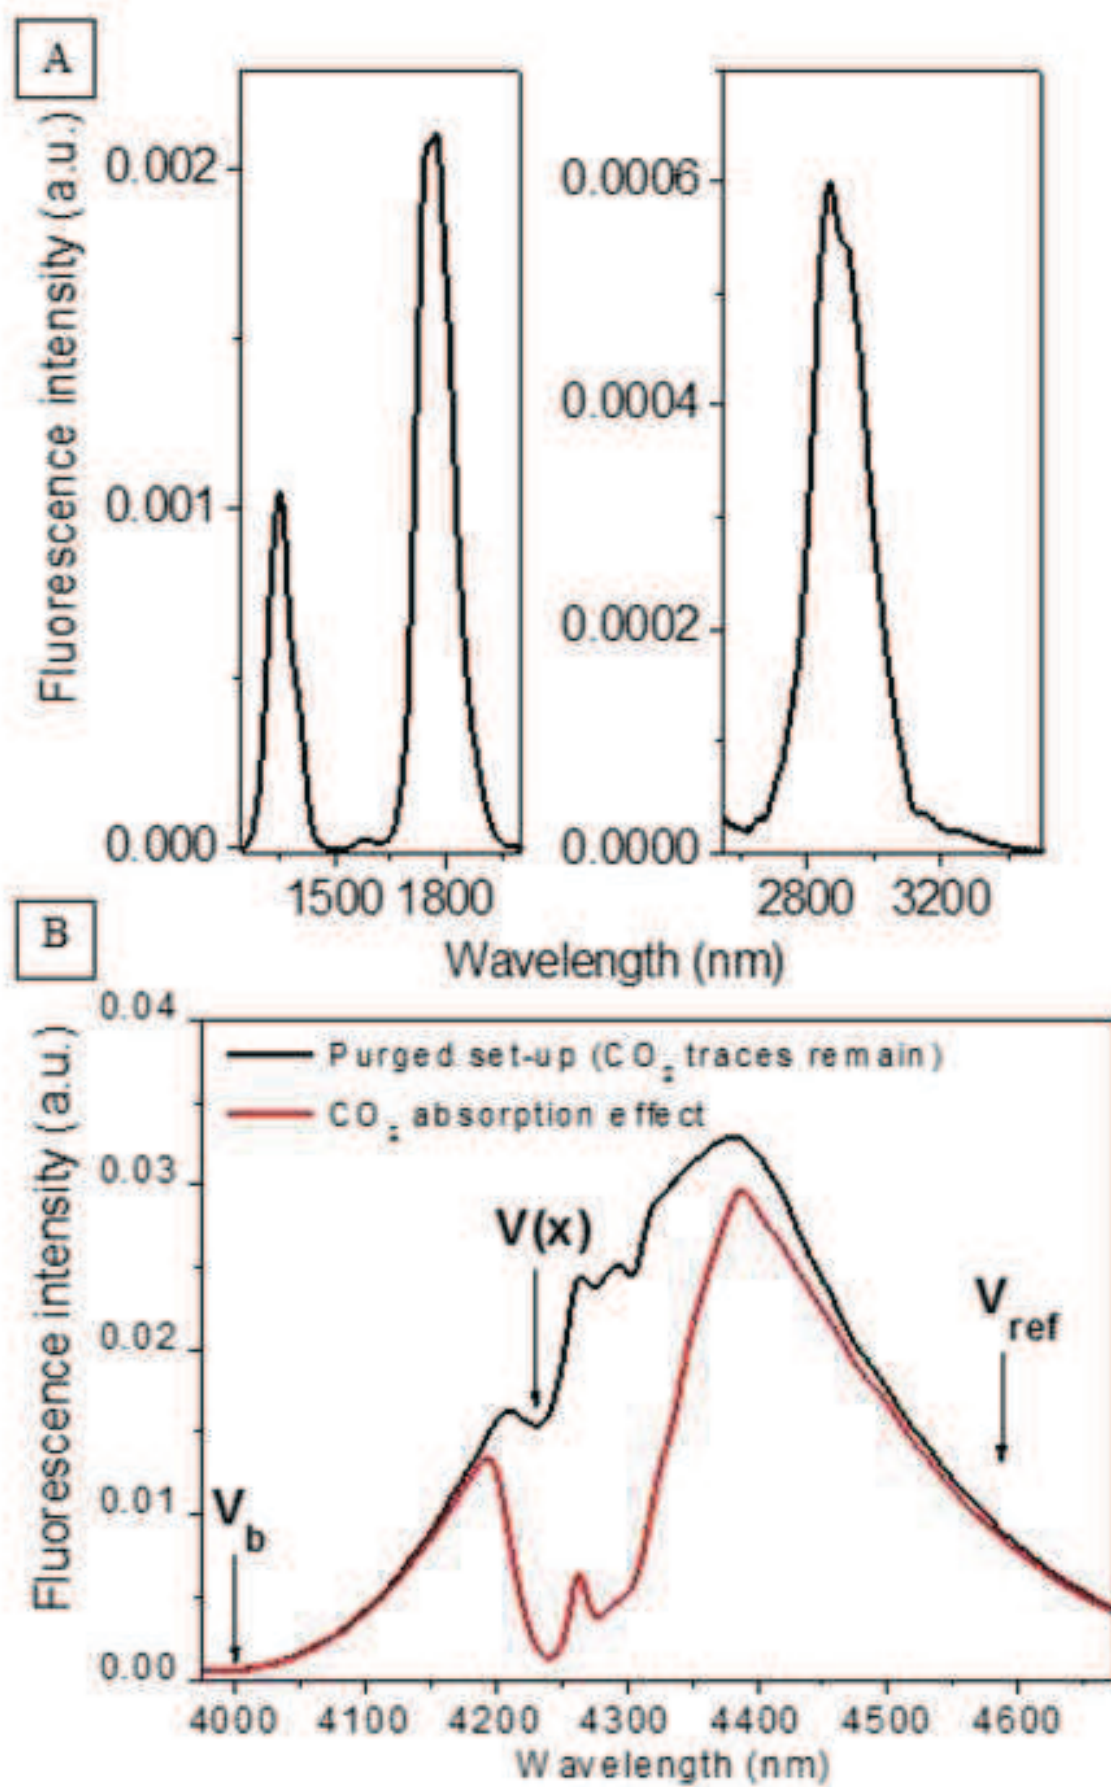 A
Fluorescence intensity (a.u.)
0.002
0.001
0.000
0.0006
0.0004
0.0002
0.0000
1500 1800
2800 3200
Wavelength (nm)
B
Fluorescence intensity (a.u.)
0.04
0.03
0.02
0.01
0.00
Purged set-up (CO₂ traces remain)
CO₂ absorption effect
V(x)
V_ref
V_b
4000 4100 4200 4300 4400 4500 4600
Wavelength (nm)